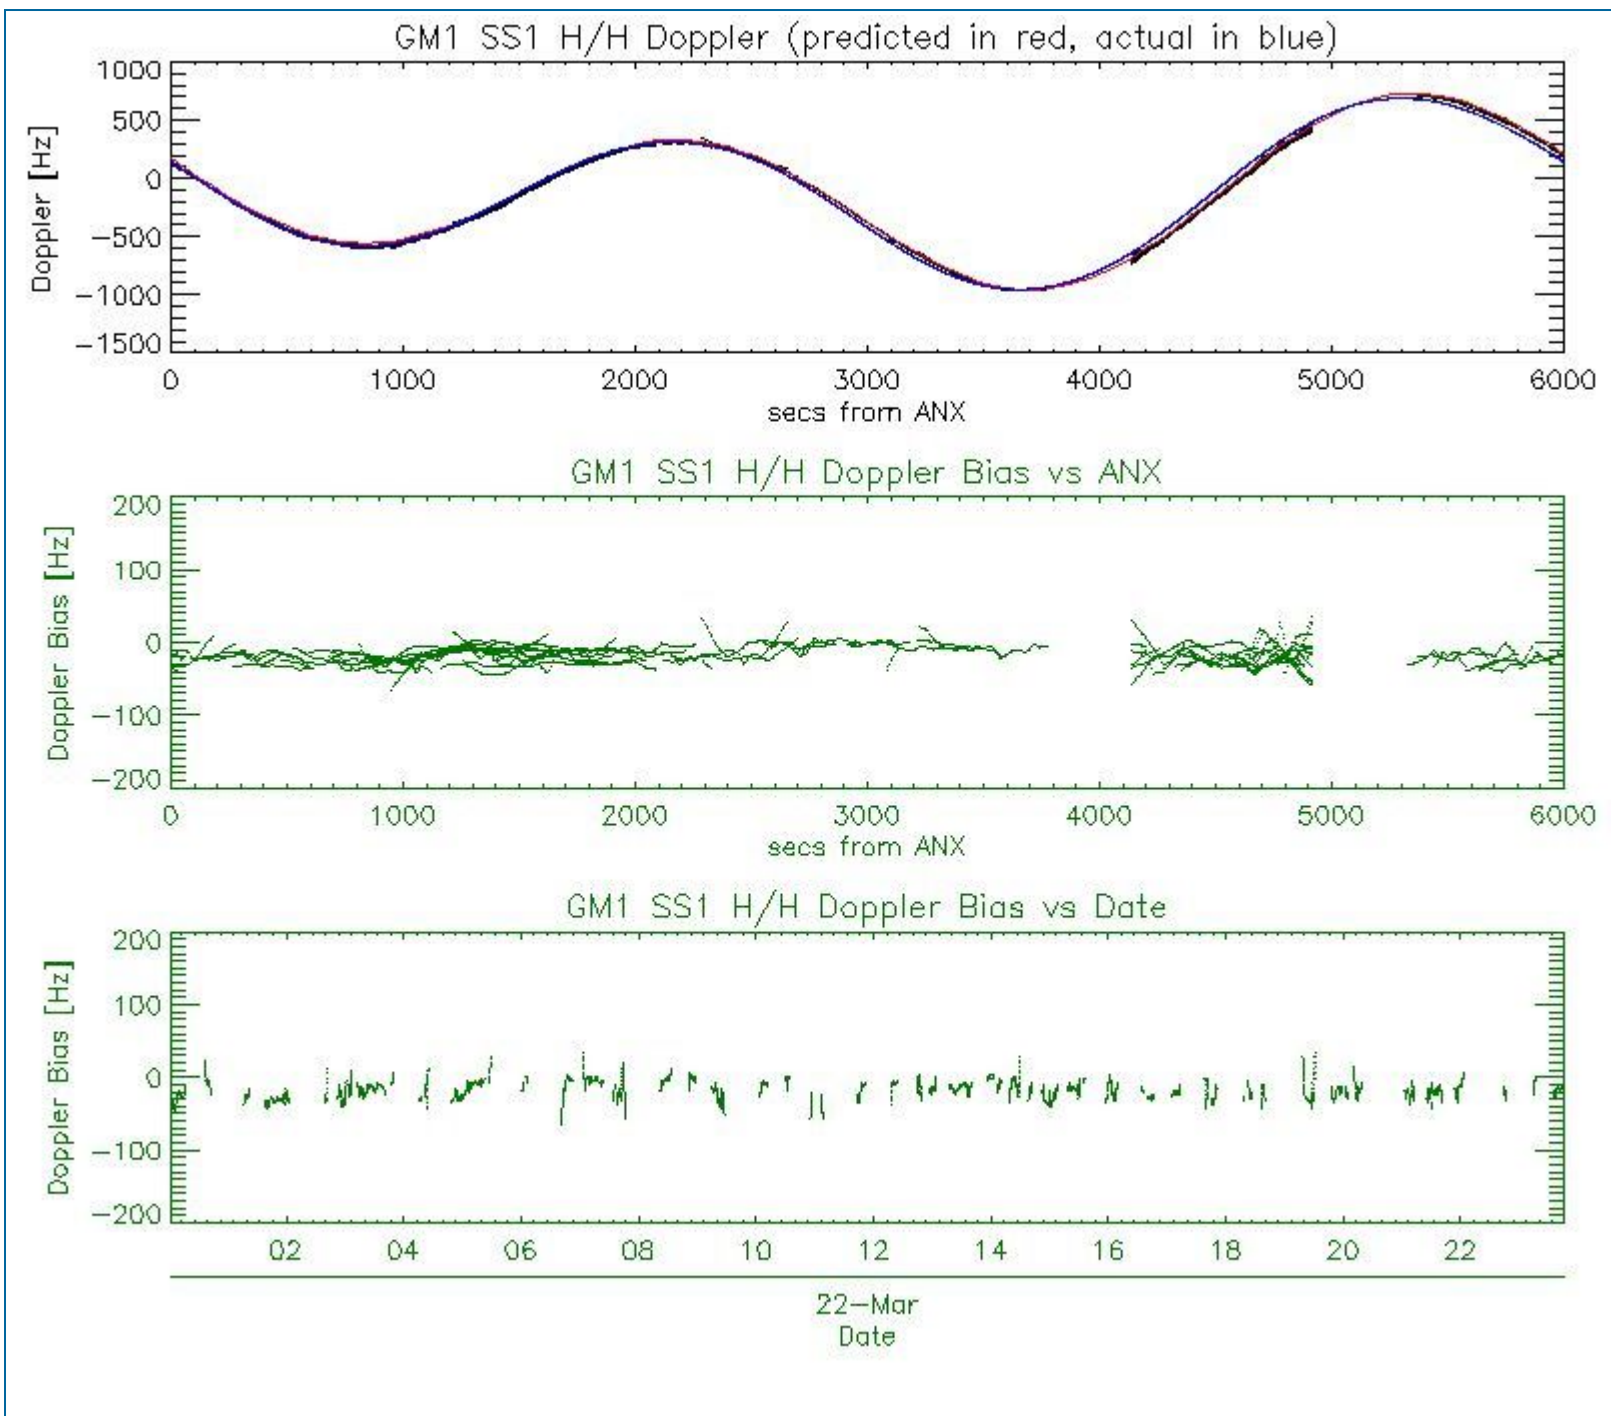 GM1 SS1 H/H Doppler (predicted in red, actual in blue)
1000
500
0
−500
−1000
−1500
Doppler [Hz]
0 1000 2000 3000 4000 5000 6000
secs from ANX
GM1 SS1 H/H Doppler Bias vs ANX
200
100
0
−100
−200
Doppler Bias [Hz]
0 1000 2000 3000 4000 5000 6000
secs from ANX
GM1 SS1 H/H Doppler Bias vs Date
200
100
0
−100
−200
Doppler Bias [Hz]
02 04 06 08 10 12 14 16 18 20 22
22−Mar
Date